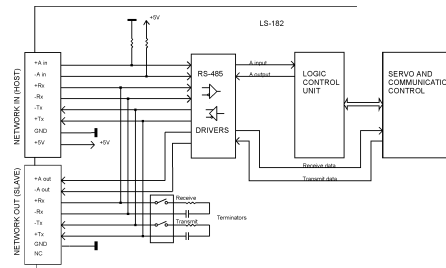 +5V
LS-182
NETWORK IN (HOST)
+A in
-A in
+Rx
-Rx
-Tx
+Tx
GND
+5V
+5V
RS-485
DRIVERS
A input
A output
LOGIC
CONTROL
UNIT
SERVO AND
COMMUNICATION
CONTROL
Receive data
Transmit data
NETWORK OUT (SLAVE)
+A out
-A out
+Rx
-Rx
-Tx
+Tx
GND
NC
Receive
Transmit
Terminators